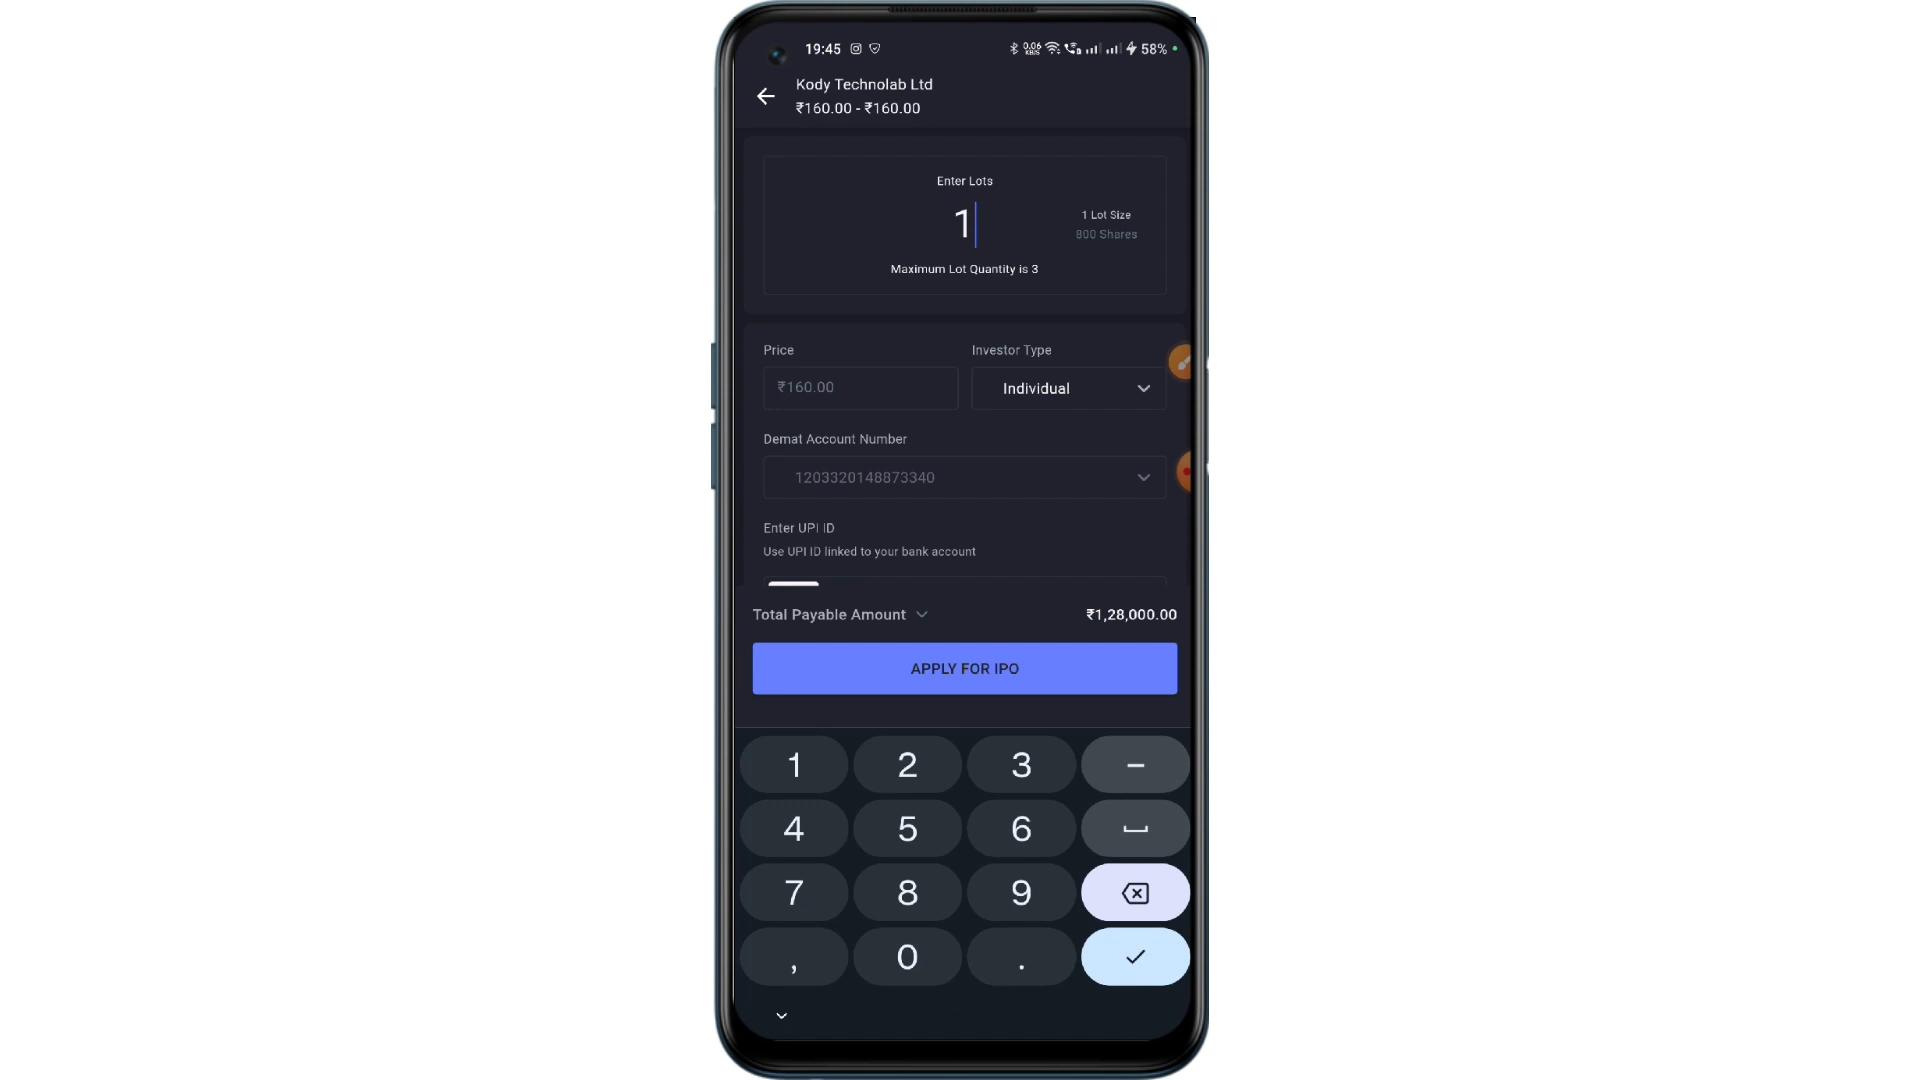 19:45 0.06 KB/S 58%
Kody Technolab Ltd
₹160.00 - ₹160.00
Enter Lots
1
1 Lot Size
800 Shares
Maximum Lot Quantity is 3
Price
Investor Type
₹160.00
Individual
Demat Account Number
1203320148873340
Enter UPI ID
Use UPI ID linked to your bank account
Total Payable Amount
₹1,28,000.00
APPLY FOR IPO
1 2 3 –
4 5 6
7 8 9
, 0 .